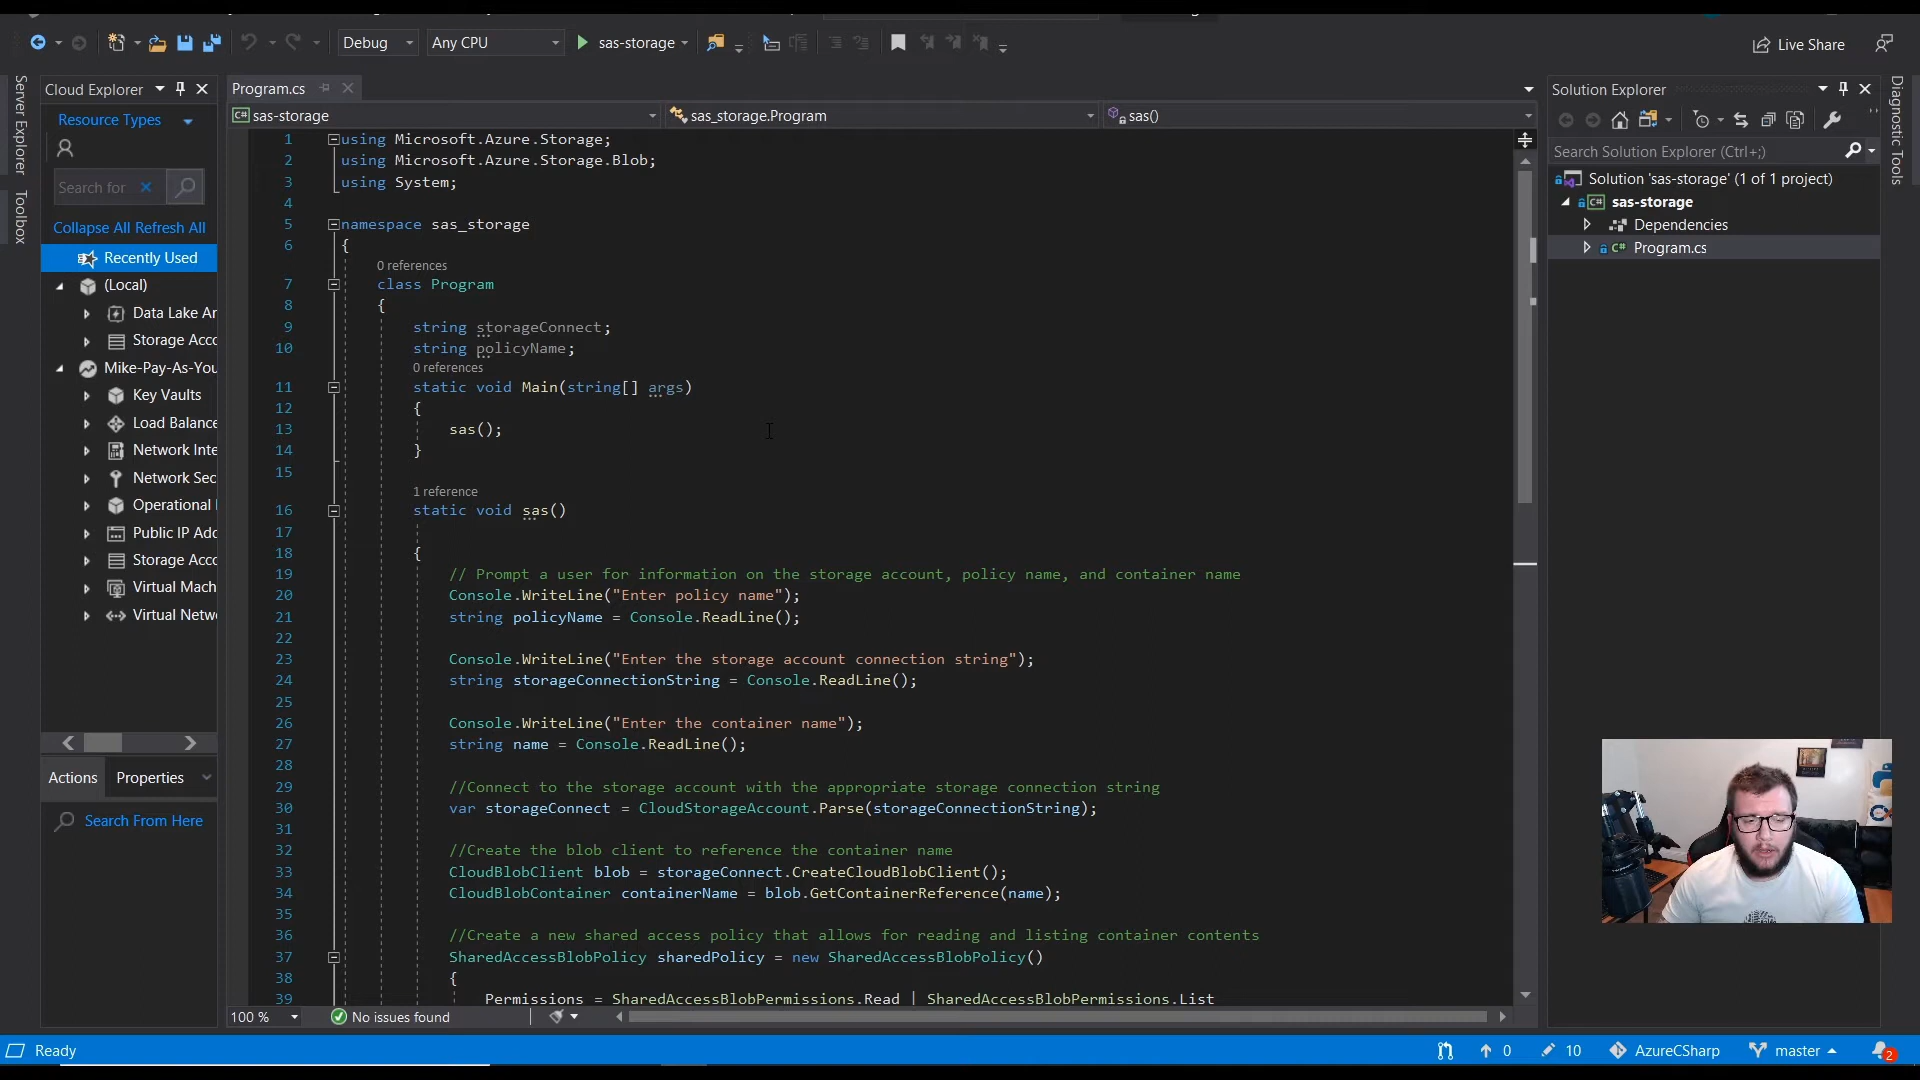 Debug
Any CPU
sas-storage
Live Share
Server Explorer
Toolbox
Cloud Explorer
Resource Types
Search for
Collapse All Refresh All
Recently Used
(Local)
Data Lake An
Storage Acco
Mike-Pay-As-You
Key Vaults
Load Balance
Network Inte
Network Sec
Operational
Public IP Adc
Storage Acco
Virtual Mach
Virtual Netw
Actions
Properties
Search From Here
Program.cs
sas-storage
sas_storage.Program
sas()
1 using Microsoft.Azure.Storage;
2 using Microsoft.Azure.Storage.Blob;
3 using System;
4
5 namespace sas_storage
6 {
0 references
7 class Program
8 {
9 string storageConnect;
10 string policyName;
0 references
11 static void Main(string[] args)
12 {
13 sas();
14 }
15
1 reference
16 static void sas()
17
18 {
19 // Prompt a user for information on the storage account, policy name, and container name
20 Console.WriteLine("Enter policy name");
21 string policyName = Console.ReadLine();
22
23 Console.WriteLine("Enter the storage account connection string");
24 string storageConnectionString = Console.ReadLine();
25
26 Console.WriteLine("Enter the container name");
27 string name = Console.ReadLine();
28
29 //Connect to the storage account with the appropriate storage connection string
30 var storageConnect = CloudStorageAccount.Parse(storageConnectionString);
31
32 //Create the blob client to reference the container name
33 CloudBlobClient blob = storageConnect.CreateCloudBlobClient();
34 CloudBlobContainer containerName = blob.GetContainerReference(name);
35
36 //Create a new shared access policy that allows for reading and listing container contents
37 SharedAccessBlobPolicy sharedPolicy = new SharedAccessBlobPolicy()
38 {
39 Permissions = SharedAccessBlobPermissions.Read | SharedAccessBlobPermissions.List
100 %
No issues found
Solution Explorer
Search Solution Explorer (Ctrl+;)
Solution 'sas-storage' (1 of 1 project)
C# sas-storage
Dependencies
C# Program.cs
Diagnostic Tools
Ready
0
10
AzureCSharp
master
2